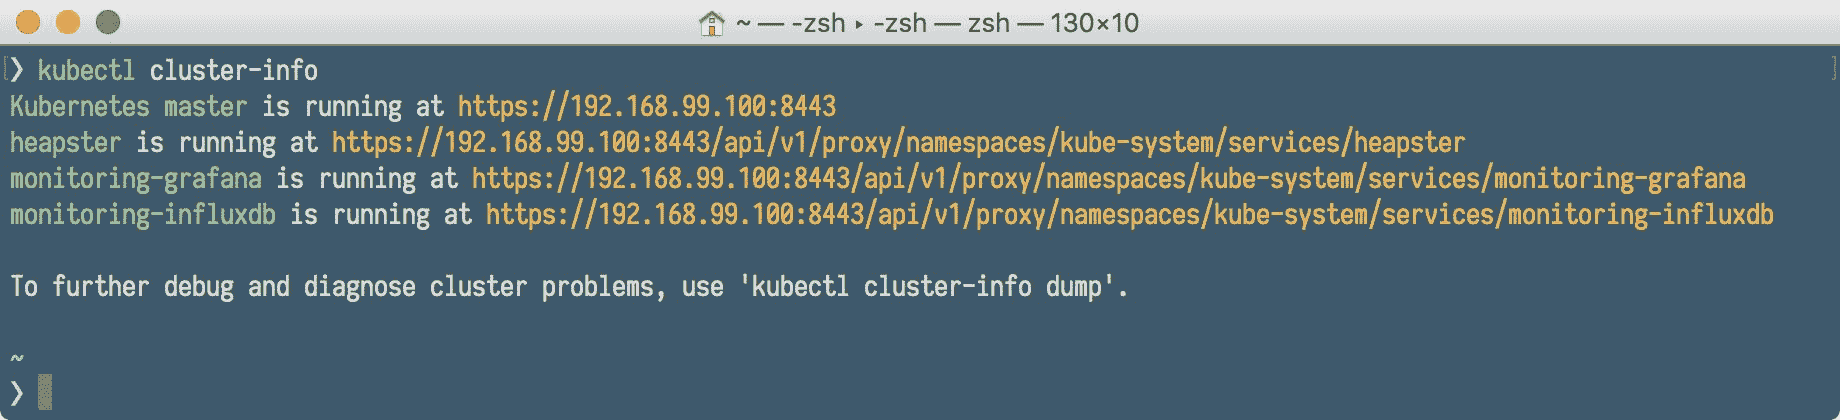 ~ — -zsh ▸ -zsh — zsh — 130×10
❯ kubectl cluster-info
Kubernetes master is running at https://192.168.99.100:8443
heapster is running at https://192.168.99.100:8443/api/v1/proxy/namespaces/kube-system/services/heapster
monitoring-grafana is running at https://192.168.99.100:8443/api/v1/proxy/namespaces/kube-system/services/monitoring-grafana
monitoring-influxdb is running at https://192.168.99.100:8443/api/v1/proxy/namespaces/kube-system/services/monitoring-influxdb
To further debug and diagnose cluster problems, use 'kubectl cluster-info dump'.
~
❯